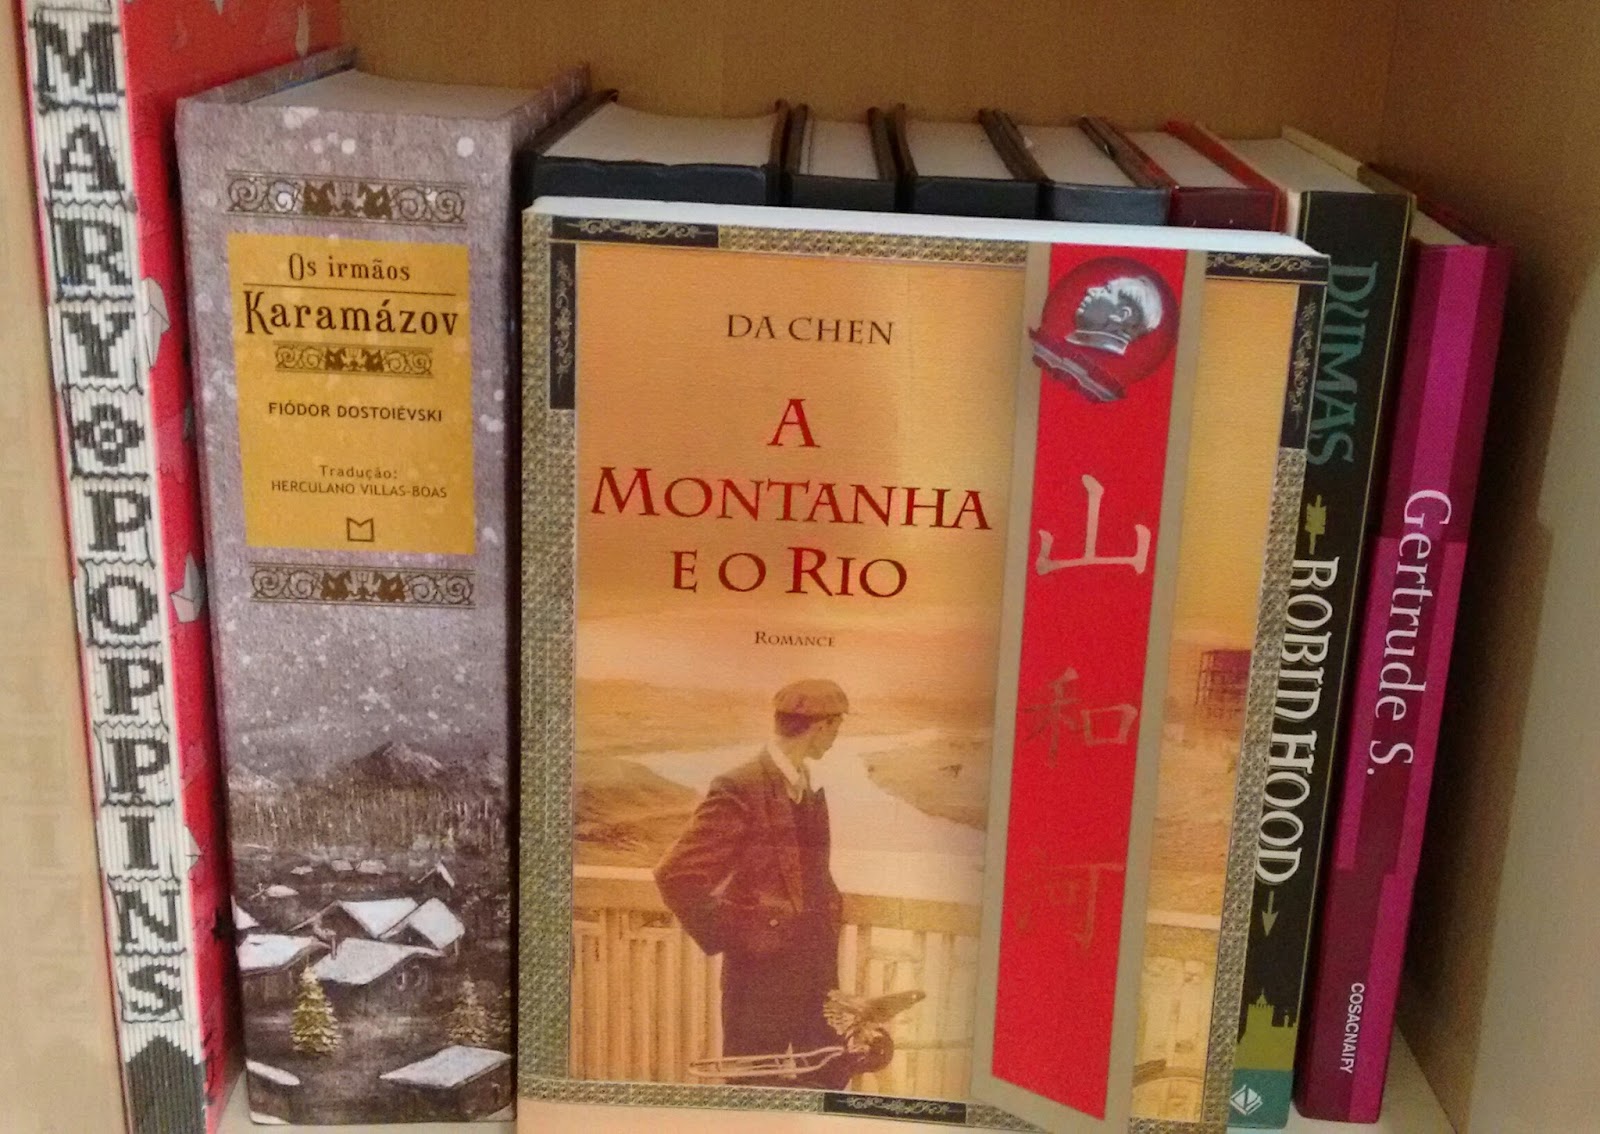 MARY POPPINS
Os irmãos
Karamázov
FIÓDOR DOSTOIÉVSKI
Tradução:
HERCULANO VILLAS-BOAS
DA CHEN
A
MONTANHA
E O RIO
ROMANCE
山
和
河
DUMAS
ROBIN HOOD
Gertrude S.
COSACNAIFY